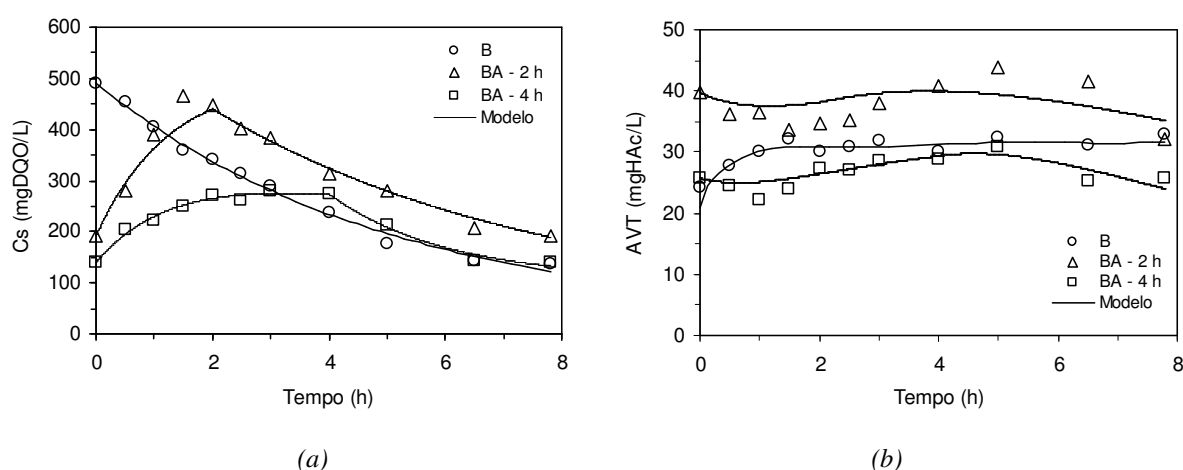 600
500
400
300
200
100
0
Cs (mgDQO/L)
B
BA - 2 h
BA - 4 h
Modelo
0 2 4 6 8
Tempo (h)
(a)
50
40
30
20
10
0
AVT (mgHAc/L)
B
BA - 2 h
BA - 4 h
Modelo
0 2 4 6 8
Tempo (h)
(b)